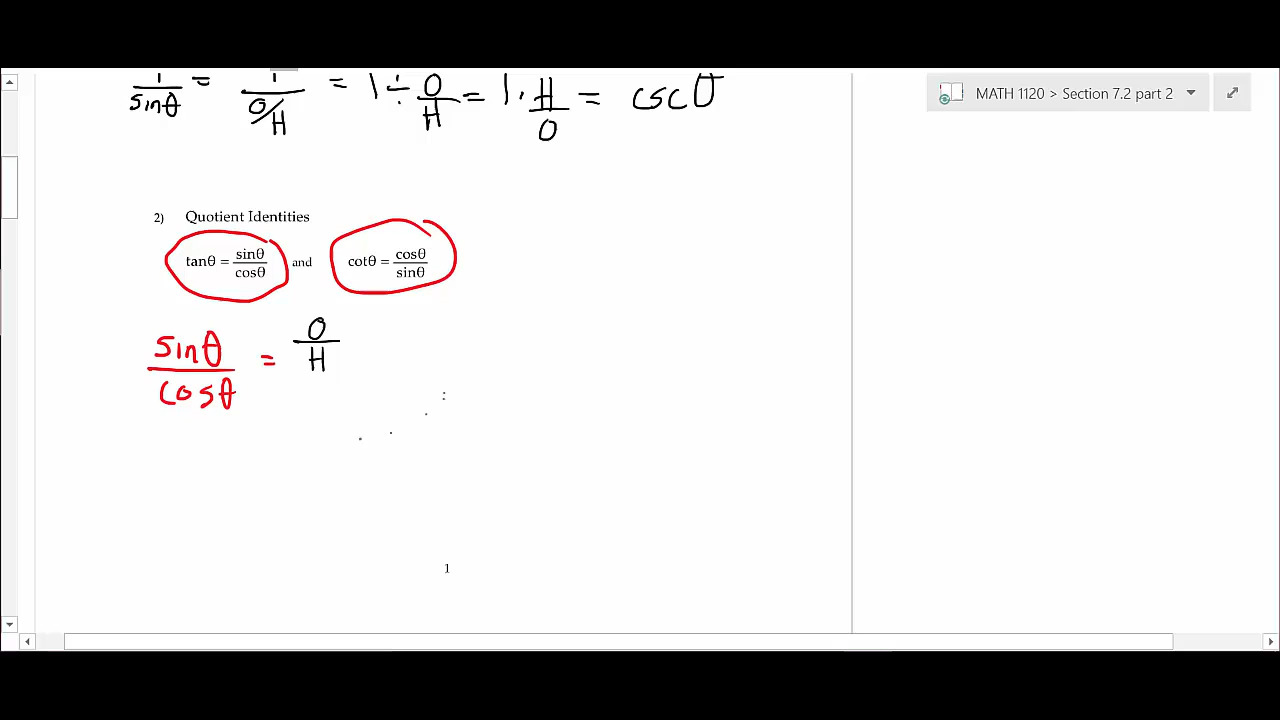 1/sinθ = 1/(O/H) = 1 ÷ O/H = 1 · H/O = cscθ
MATH 1120 > Section 7.2 part 2
2) Quotient Identities
tanθ = sinθ/cosθ and cotθ = cosθ/sinθ
sinθ/cosθ = O/H
1